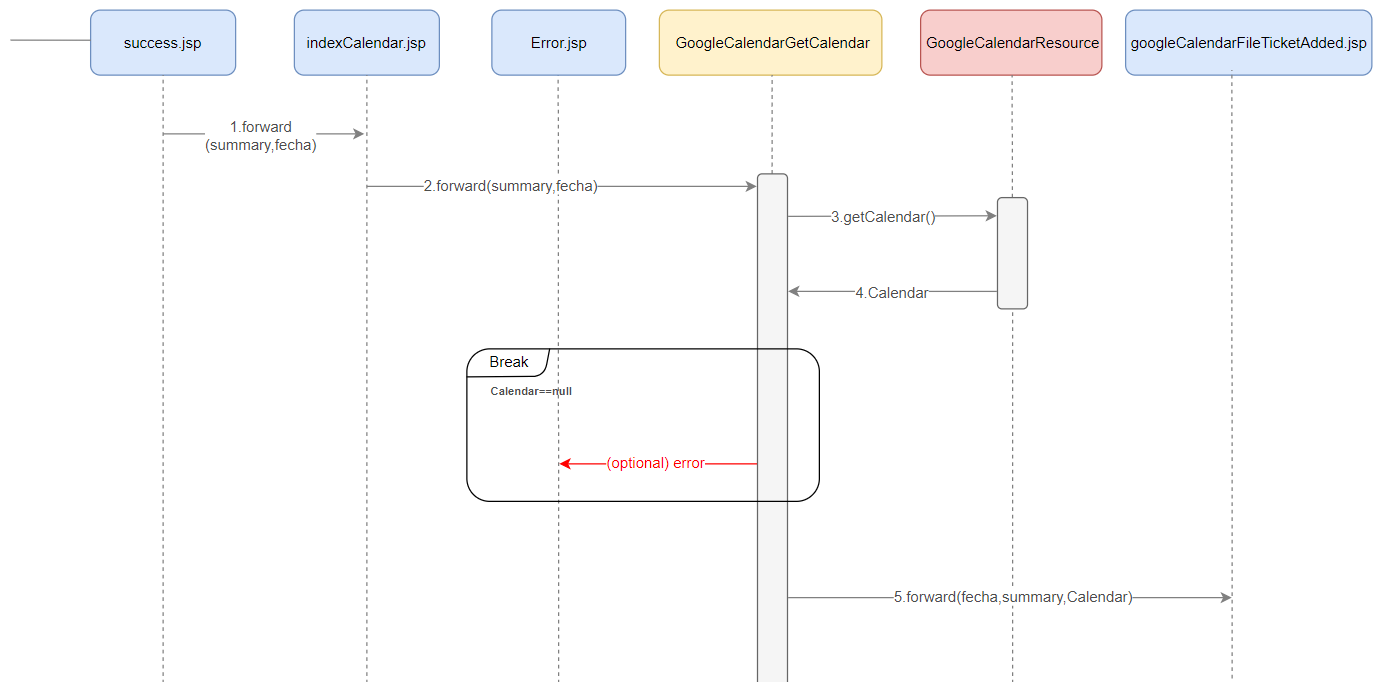 success.jsp
indexCalendar.jsp
Error.jsp
GoogleCalendarGetCalendar
GoogleCalendarResource
googleCalendarFileTicketAdded.jsp
1.forward
(summary,fecha)
2.forward(summary,fecha)
3.getCalendar()
4.Calendar
Break
Calendar==null
(optional) error
5.forward(fecha,summary,Calendar)